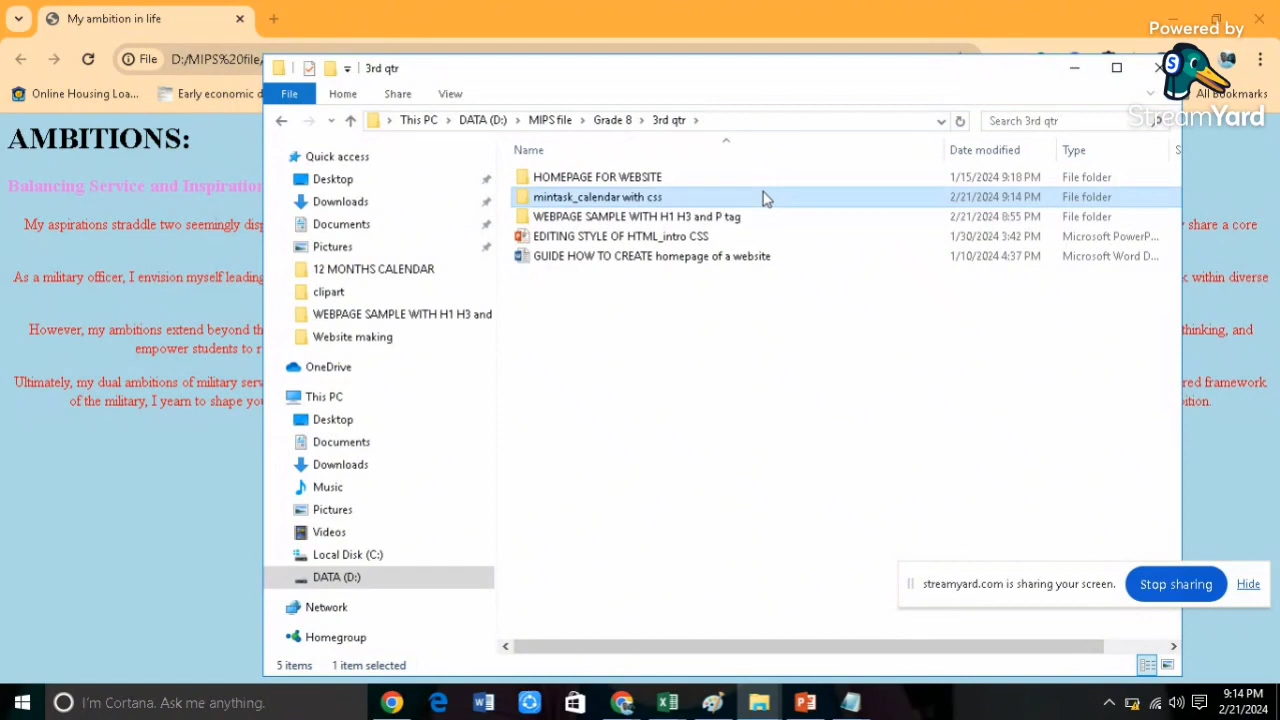 My ambition in life
Powered by
StreamYard
File
D:/MIPS%20file/
Online Housing Loa...
Early economic d
All Bookmarks
3rd qtr
File Home Share View
This PC DATA (D:) MIPS file Grade 8 3rd qtr
Search 3rd qtr
AMBITIONS:
Balancing Service and Inspiration
My aspirations straddle two seemingly
y share a core
As a military officer, I envision myself leading
k within diverse
However, my ambitions extend beyond
thinking, and
empower students to
Ultimately, my dual ambitions of military
red framework
of the military, I yearn to shape
Quick access
Desktop
Downloads
Documents
Pictures
12 MONTHS CALENDAR
clipart
WEBPAGE SAMPLE WITH H1 H3 and
Website making
OneDrive
This PC
Desktop
Documents
Downloads
Music
Pictures
Videos
Local Disk (C:)
DATA (D:)
Network
Homegroup
Name Date modified Type S
HOMEPAGE FOR WEBSITE 1/15/2024 9:18 PM File folder
mintask_calendar with css 2/21/2024 9:14 PM File folder
WEBPAGE SAMPLE WITH H1 H3 and P tag 2/21/2024 8:55 PM File folder
EDITING STYLE OF HTML_intro CSS 1/30/2024 3:42 PM Microsoft PowerP...
GUIDE HOW TO CREATE homepage of a website 1/10/2024 4:37 PM Microsoft Word D...
streamyard.com is sharing your screen. Stop sharing Hide
5 items 1 item selected
I'm Cortana. Ask me anything.
9:14 PM
2/21/2024